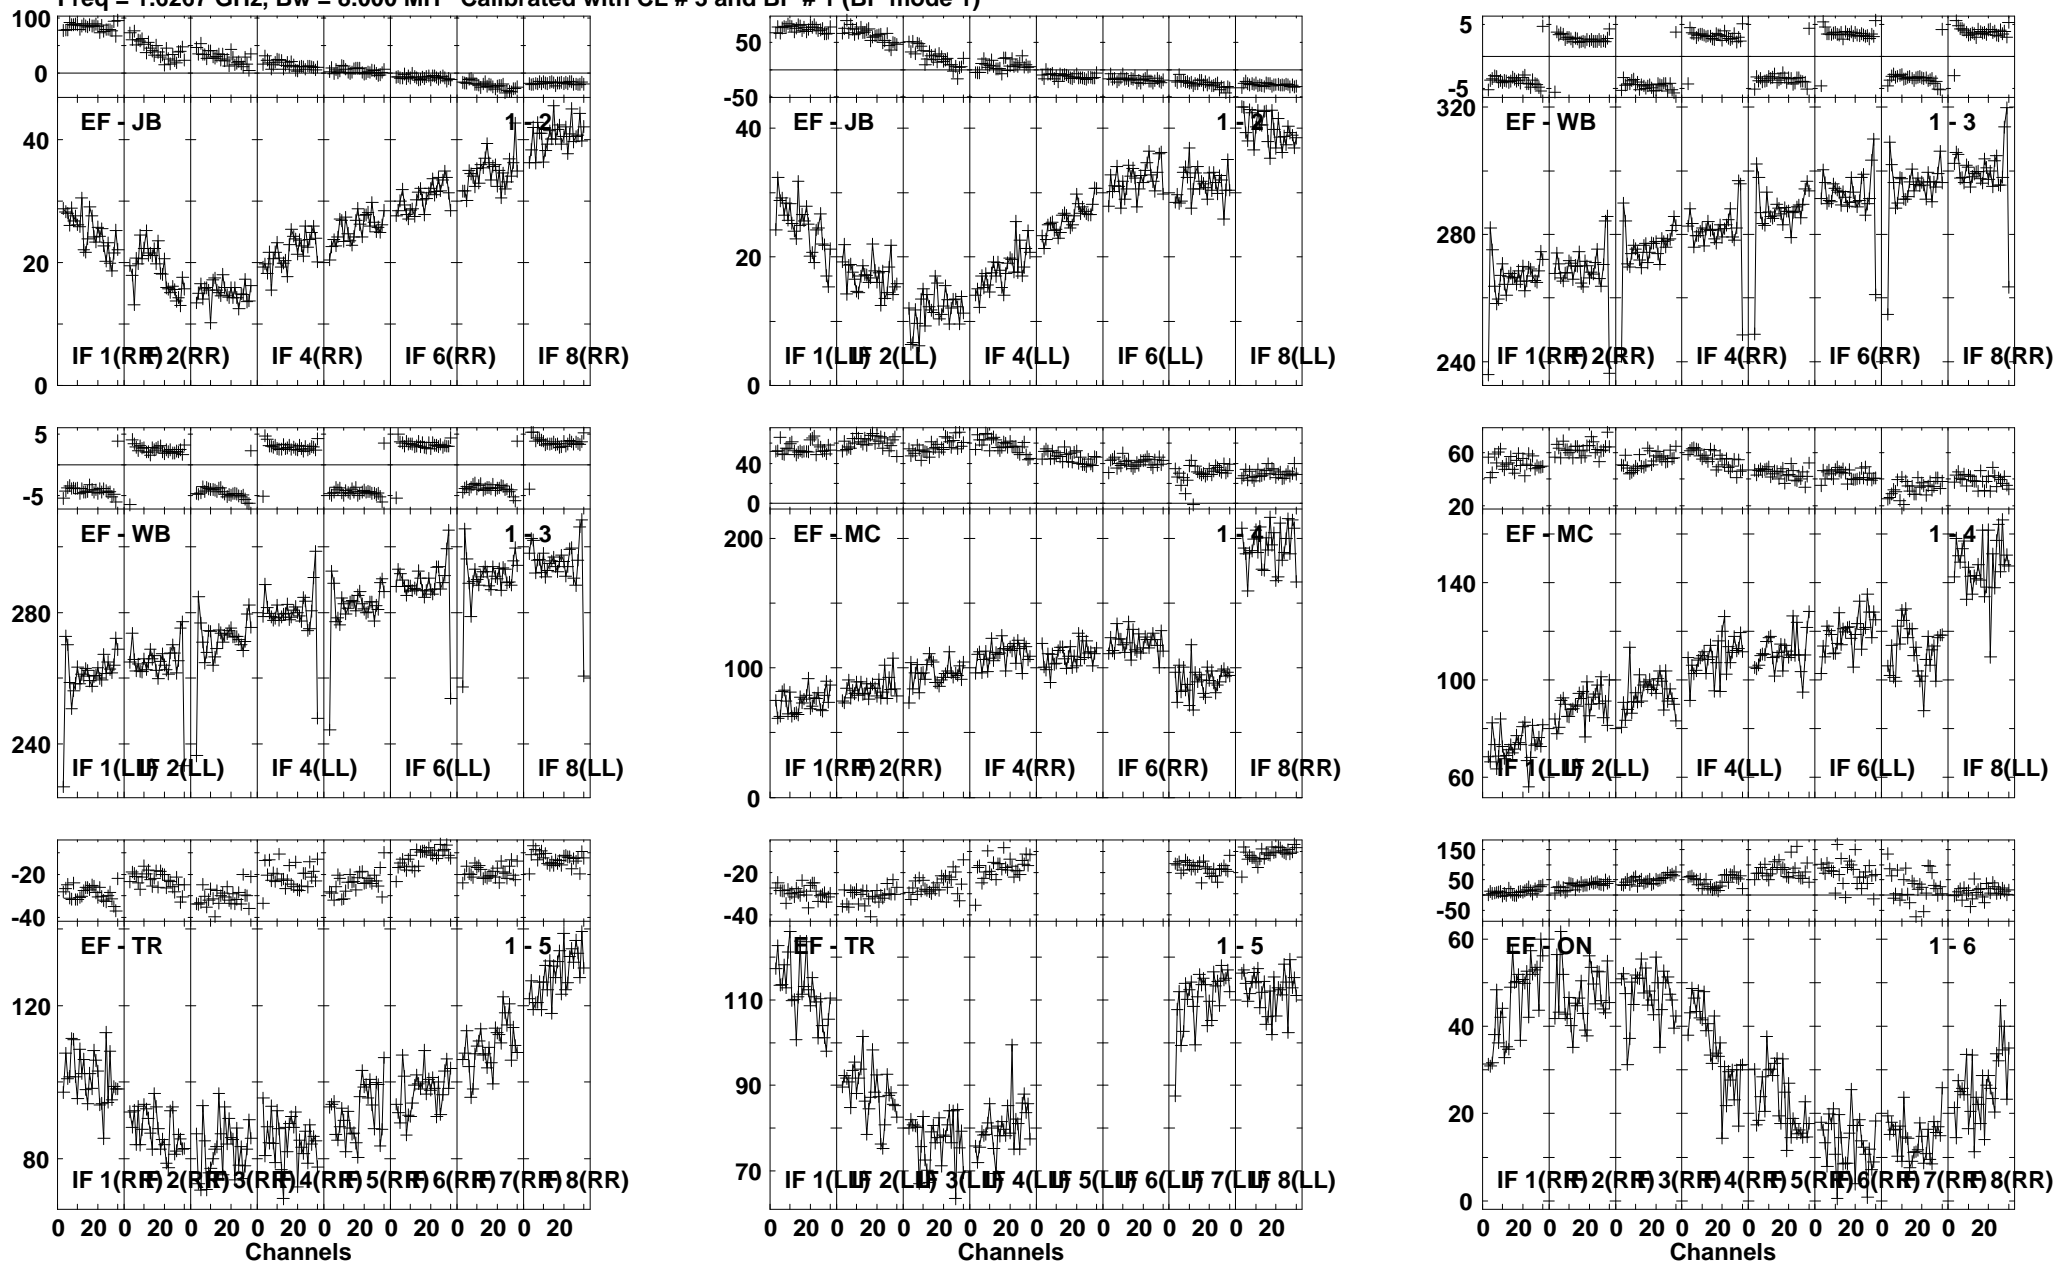 Freq = 1.6267 GHz, Bw = 8.000 MH Calibrated with CL # 3 and BP # 1 (BP mode 1)
100
0
EF - JB 1 - 2
40
20
0
IF 1(RR) IF 2(RR) IF 4(RR) IF 6(RR) IF 8(RR)
50
-50
EF - JB 1 - 2
40
20
0
IF 1(LL) IF 2(LL) IF 4(LL) IF 6(LL) IF 8(LL)
5
-5
EF - WB 1 - 3
320
280
240
IF 1(RR) IF 2(RR) IF 4(RR) IF 6(RR) IF 8(RR)
5
-5
EF - WB 1 - 3
280
240
IF 1(LL) IF 2(LL) IF 4(LL) IF 6(LL) IF 8(LL)
40
0
EF - MC 1 - 4
200
100
0
IF 1(RR) IF 2(RR) IF 4(RR) IF 6(RR) IF 8(RR)
60
20
EF - MC 1 - 4
140
100
60
IF 1(LL) IF 2(LL) IF 4(LL) IF 6(LL) IF 8(LL)
-20
-40
EF - TR 1 - 5
120
80
IF 1(RR) IF 2(RR) IF 3(RR) IF 4(RR) IF 5(RR) IF 6(RR) IF 7(RR) IF 8(RR)
0 20 0 20 0 20 0 20 0 20 0 20 0 20 0 20
Channels
-20
-40
EF - TR 1 - 5
110
90
70
IF 1(LL) IF 2(LL) IF 3(LL) IF 4(LL) IF 5(LL) IF 6(LL) IF 7(LL) IF 8(LL)
0 20 0 20 0 20 0 20 0 20 0 20 0 20 0 20
Channels
150
50
-50
EF - ON 1 - 6
60
40
20
0
IF 1(RR) IF 2(RR) IF 3(RR) IF 4(RR) IF 5(RR) IF 6(RR) IF 7(RR) IF 8(RR)
0 20 0 20 0 20 0 20 0 20 0 20 0 20 0 20
Channels